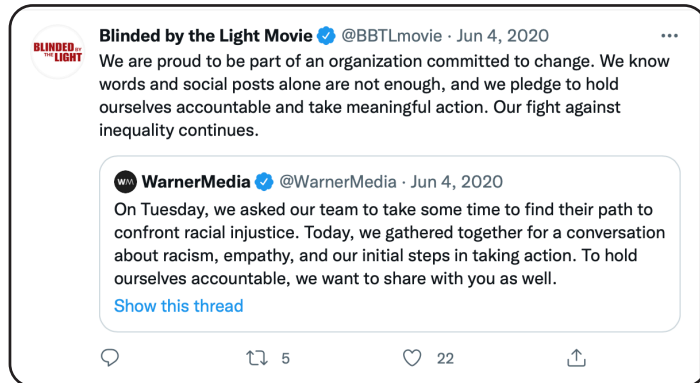 BLINDED BY
THE LIGHT
Blinded by the Light Movie @BBTLmovie · Jun 4, 2020
We are proud to be part of an organization committed to change. We know
words and social posts alone are not enough, and we pledge to hold
ourselves accountable and take meaningful action. Our fight against
inequality continues.
WM WarnerMedia @WarnerMedia · Jun 4, 2020
On Tuesday, we asked our team to take some time to find their path to
confront racial injustice. Today, we gathered together for a conversation
about racism, empathy, and our initial steps in taking action. To hold
ourselves accountable, we want to share with you as well.
Show this thread
5 22